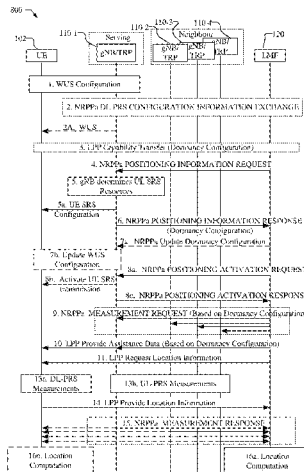 800
Serving
Neighbour
110-3
110-4
110-1
110-2
102
120
UE
gNB/TRP
gNB/
TRP
gNB/
TRP
gNB/
TRP
LMF
1. WUS Configuration
2. NRPPa DL PRS CONFIGURATION INFORMATION EXCHANGE
WUS
3. LPP Capability Transfer (Dormancy Configuration)
4. NRPPa POSITIONING INFORMATION REQUEST
5. gNB determines UL SRS
Resources
5a. UE SRS
Configuration
6. NRPPa POSITIONING INFORMATION RESPONSE
(Dormancy Configuration)
NRPPa Update Dormancy Configuration
7b. Update WUS
Configuration
8a. NRPPa POSITIONING ACTIVATION REQUEST
8b. Activate UE SRS
transmission
8c. NRPPa POSITIONING ACTIVATION RESPONSE
9. NRPPa MEASUREMENT REQUEST (Based on Dormancy Configuration)
10. LPP Provide Assistance Data (Based on Dormancy Configuration)
11. LPP Request Location Information
DL-PRS
Measurements
13b. UL-PRS Measurements
14. LPP Provide Location Information
15. NRPPa MEASUREMENT RESPONSE
Location
Computation
16a. Location
Computation